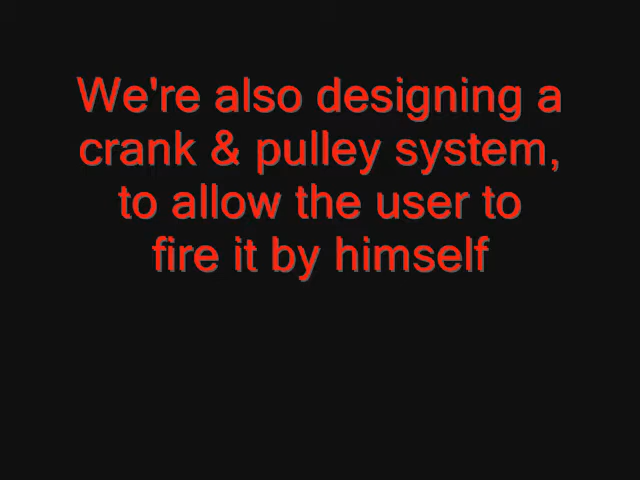 We're also designing a
crank & pulley system,
to allow the user to
fire it by himself